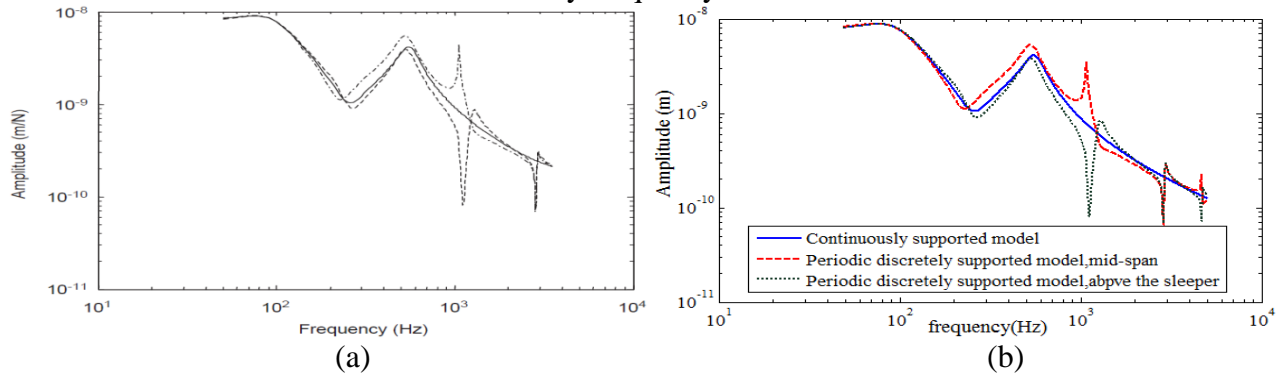 10^-8
10^-9
10^-10
10^-11
Amplitude (m/N)
10^1
10^2
10^3
10^4
Frequency (Hz)
(a)
10^-8
10^-9
10^-10
10^-11
Amplitude (m)
Continuously supported model
Periodic discretely supported model,mid-span
Periodic discretely supported model,abpve the sleeper
10^1
10^2
10^3
10^4
frequency(Hz)
(b)